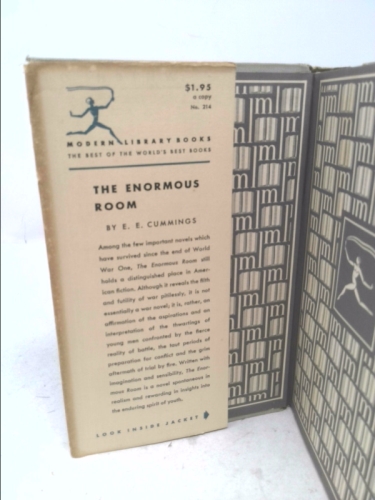 $1.95
a copy
No. 214
MODERN LIBRARY BOOKS
THE BEST OF THE WORLD'S BEST BOOKS
THE ENORMOUS
ROOM
BY E. E. CUMMINGS
Among the few important novels which
have survived since the end of World
War One, The Enormous Room still
holds a distinguished place in Amer-
ican fiction. Although it reveals the filth
and futility of war pitilessly, it is not
essentially a war novel; it is, rather, an
affirmation of the aspirations and an
interpretation of the of
young men confronted by the fierce
reality of battle, the taut periods of
preparation for conflict and the grim
aftermath of trial by fire. Written with
imagination and sensibility, The Enor-
mous Room is a novel spontaneous in
realism and rewarding in insights into
the enduring spirit of youth.
LOOK INSIDE JACKET